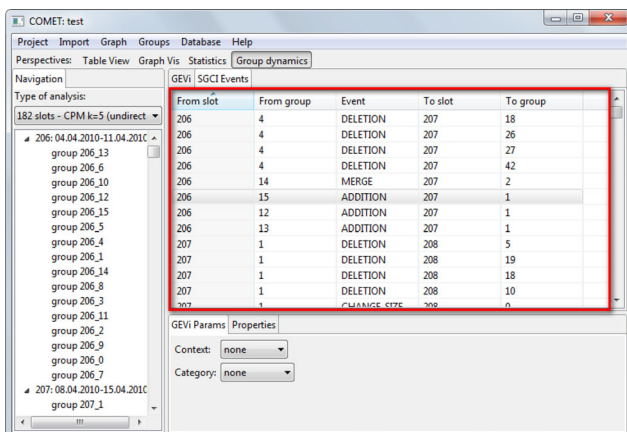 COMET: test
Project Import Graph Groups Database Help
Perspectives: Table View Graph Vis Statistics Group dynamics
Navigation
Type of analysis:
182 slots - CPM k=5 (undirect
206: 04.04.2010-11.04.201
group 206_13
group 206_6
group 206_10
group 206_12
group 206_15
group 206_5
group 206_4
group 206_1
group 206_14
group 206_8
group 206_3
group 206_11
group 206_2
group 206_9
group 206_0
group 206_7
207: 08.04.2010-15.04.201
group 207_1
GEVi SGCI Events
From slot From group Event To slot To group
206 4 DELETION 207 18
206 4 DELETION 207 26
206 4 DELETION 207 27
206 4 DELETION 207 42
206 14 MERGE 207 2
206 15 ADDITION 207 1
206 12 ADDITION 207 1
206 13 ADDITION 207 1
207 1 DELETION 208 5
207 1 DELETION 208 19
207 1 DELETION 208 18
207 1 DELETION 208 10
207 1 CHANGE_SIZE 208 0
GEVi Params Properties
Context: none
Category: none